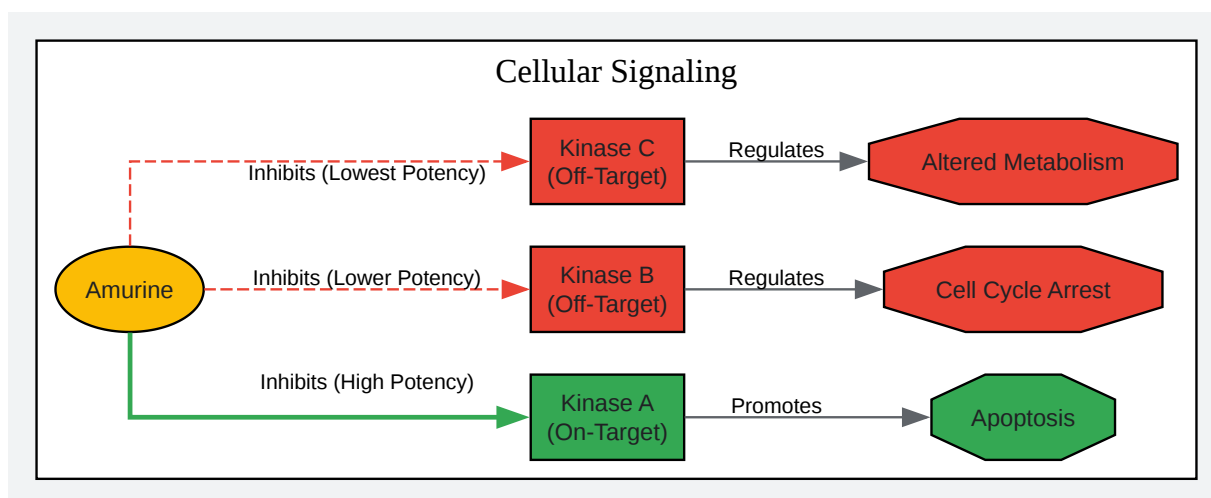 Cellular Signaling
Inhibits (Lowest Potency)
Kinase C
(Off-Target)
Regulates
Altered Metabolism
Amurine
Inhibits (Lower Potency)
Kinase B
(Off-Target)
Regulates
Cell Cycle Arrest
Inhibits (High Potency)
Kinase A
(On-Target)
Promotes
Apoptosis